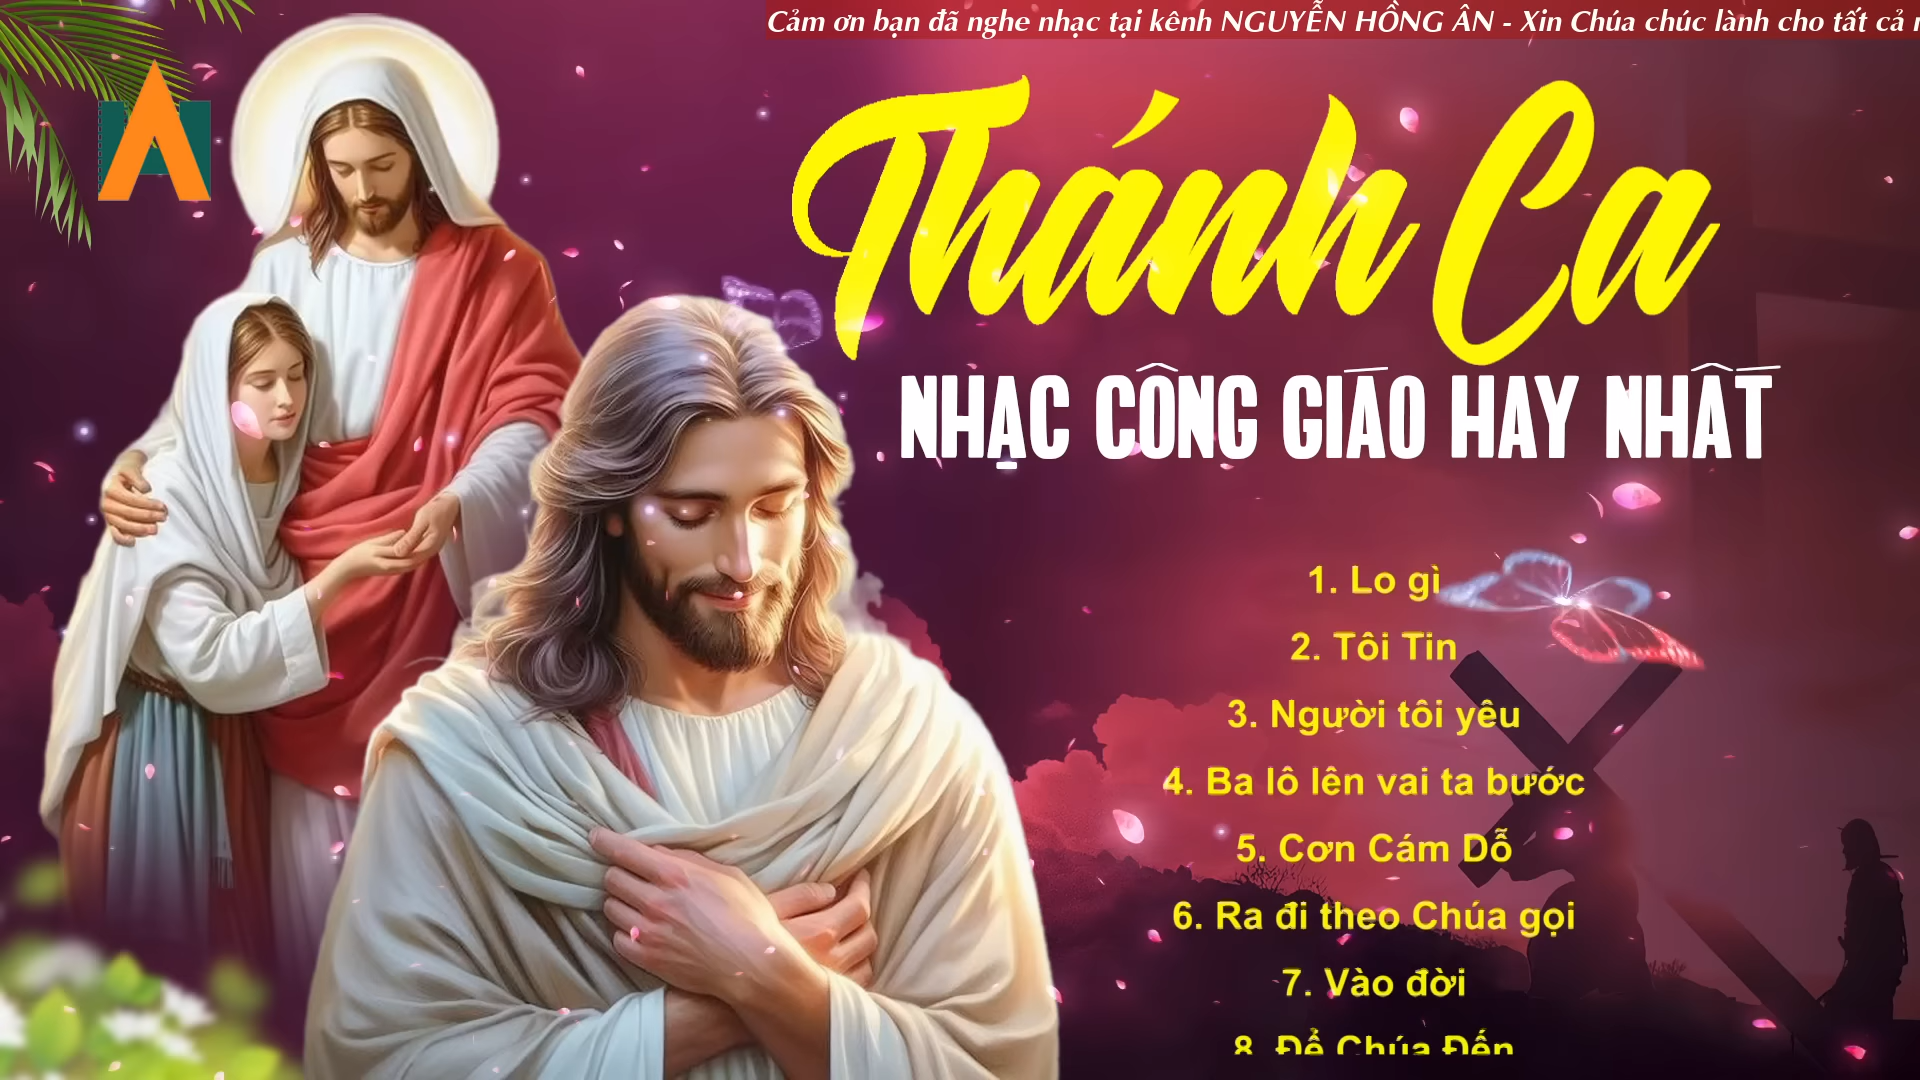 Cảm ơn bạn đã nghe nhạc tại kênh NGUYỄN HỒNG ÂN - Xin Chúa chúc lành cho tất cả
Thánh Ca
NHẠC CÔNG GIÁO HAY NHẤT
1. Lo gì
2. Tôi Tin
3. Người tôi yêu
4. Ba lô lên vai ta bước
5. Cơn Cám Dỗ
6. Ra đi theo Chúa gọi
7. Vào đời
8. Để Chúa Đến